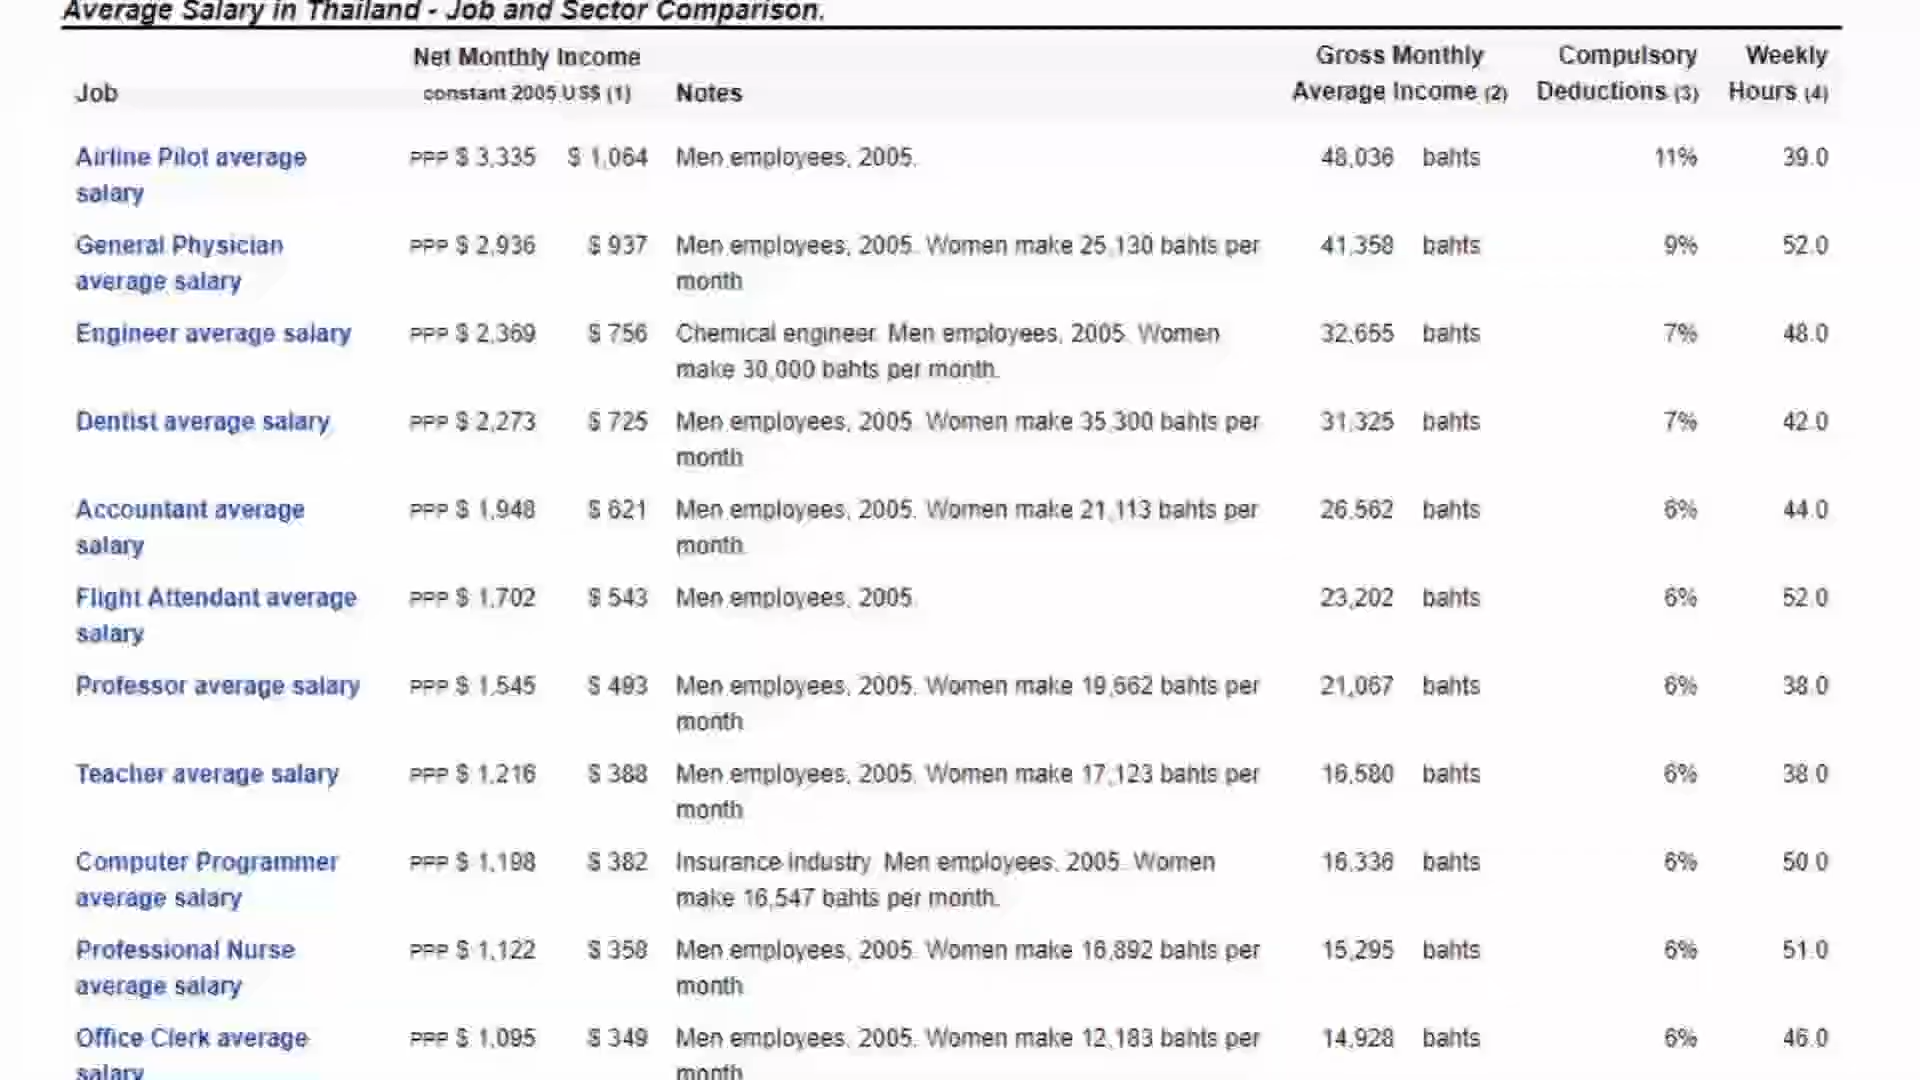 Average Salary in Thailand - Job and Sector Comparison.
Net Monthly Income Gross Monthly Compulsory Weekly
Job constant 2005 US$ (1) Notes Average Income (2) Deductions (3) Hours (4)
Airline Pilot average PPP $ 3,335 $ 1,064 Men employees, 2005. 48,036 bahts 11% 39.0
salary
General Physician PPP $ 2,936 $ 937 Men employees, 2005. Women make 25,130 bahts per 41,358 bahts 9% 52.0
average salary month
Engineer average salary PPP $ 2,369 $ 756 Chemical engineer. Men employees, 2005. Women 32,655 bahts 7% 48.0
make 30,000 bahts per month.
Dentist average salary PPP $ 2,273 $ 725 Men employees, 2005. Women make 35,300 bahts per 31,325 bahts 7% 42.0
month
Accountant average PPP $ 1,948 $ 621 Men employees, 2005. Women make 21,113 bahts per 26,562 bahts 6% 44.0
salary month.
Flight Attendant average PPP $ 1,702 $ 543 Men employees, 2005. 23,202 bahts 6% 52.0
salary
Professor average salary PPP $ 1,545 $ 493 Men employees, 2005. Women make 19,662 bahts per 21,067 bahts 6% 38.0
month
Teacher average salary PPP $ 1,216 $ 388 Men employees, 2005. Women make 17,123 bahts per 16,580 bahts 6% 38.0
month
Computer Programmer PPP $ 1,198 $ 382 Insurance industry. Men employees, 2005. Women 16,336 bahts 6% 50.0
average salary make 16,547 bahts per month.
Professional Nurse PPP $ 1,122 $ 358 Men employees, 2005. Women make 16,892 bahts per 15,295 bahts 6% 51.0
average salary month
Office Clerk average PPP $ 1,095 $ 349 Men employees, 2005. Women make 12,183 bahts per 14,928 bahts 6% 46.0
salary month